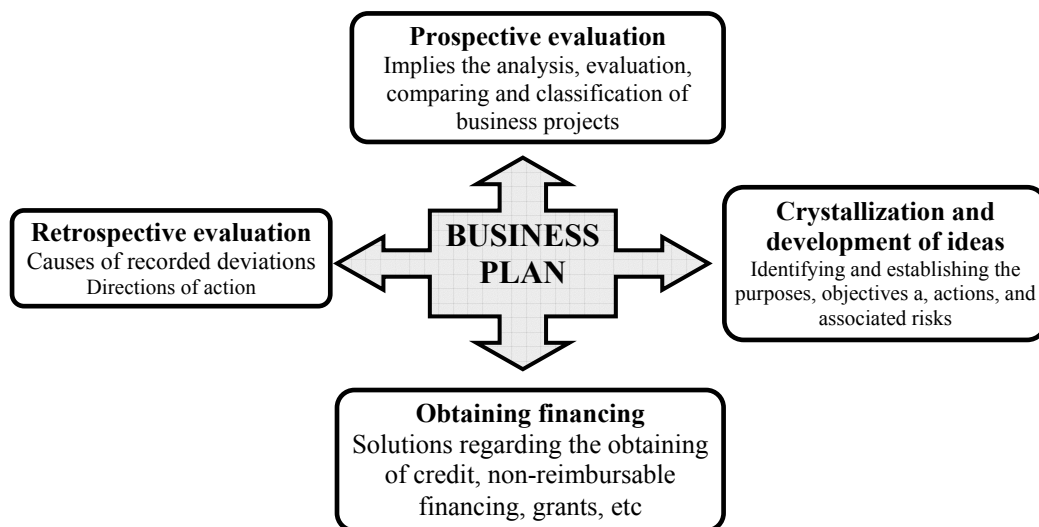 Prospective evaluation
Implies the analysis, evaluation,
comparing and classification of
business projects
Retrospective evaluation
Causes of recorded deviations
Directions of action
BUSINESS
PLAN
Crystallization and
development of ideas
Identifying and establishing the
purposes, objectives a, actions, and
associated risks
Obtaining financing
Solutions regarding the obtaining
of credit, non-reimbursable
financing, grants, etc